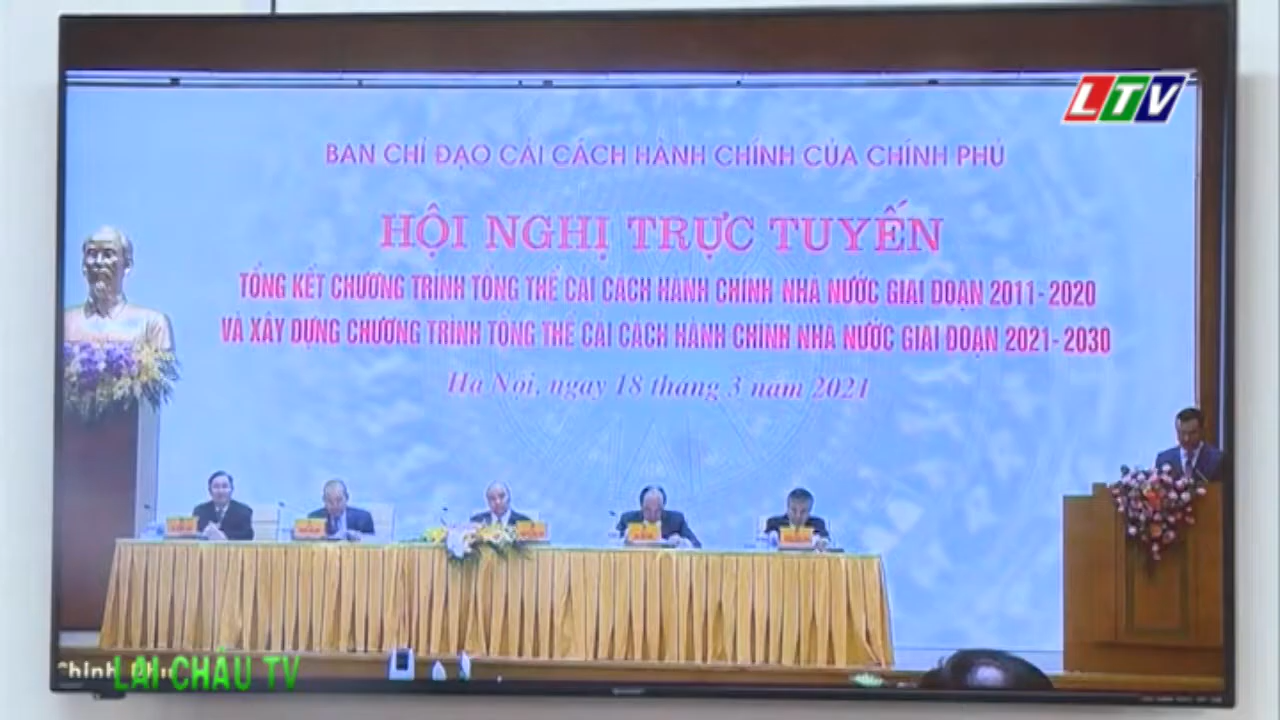 LTV
BAN CHỈ ĐẠO CẢI CÁCH HÀNH CHÍNH CỦA CHÍNH PHỦ
HỘI NGHỊ TRỰC TUYẾN
TỔNG KẾT CHƯƠNG TRÌNH TỔNG THỂ CẢI CÁCH HÀNH CHÍNH NHÀ NƯỚC GIAI ĐOẠN 2011-2020
VÀ XÂY DỰNG CHƯƠNG TRÌNH TỔNG THỂ CẢI CÁCH HÀNH CHÍNH NHÀ NƯỚC GIAI ĐOẠN 2021-2030
Hà Nội, ngày 18 tháng 3 năm 2021
Chinh Phu
LAI CHÂU TV